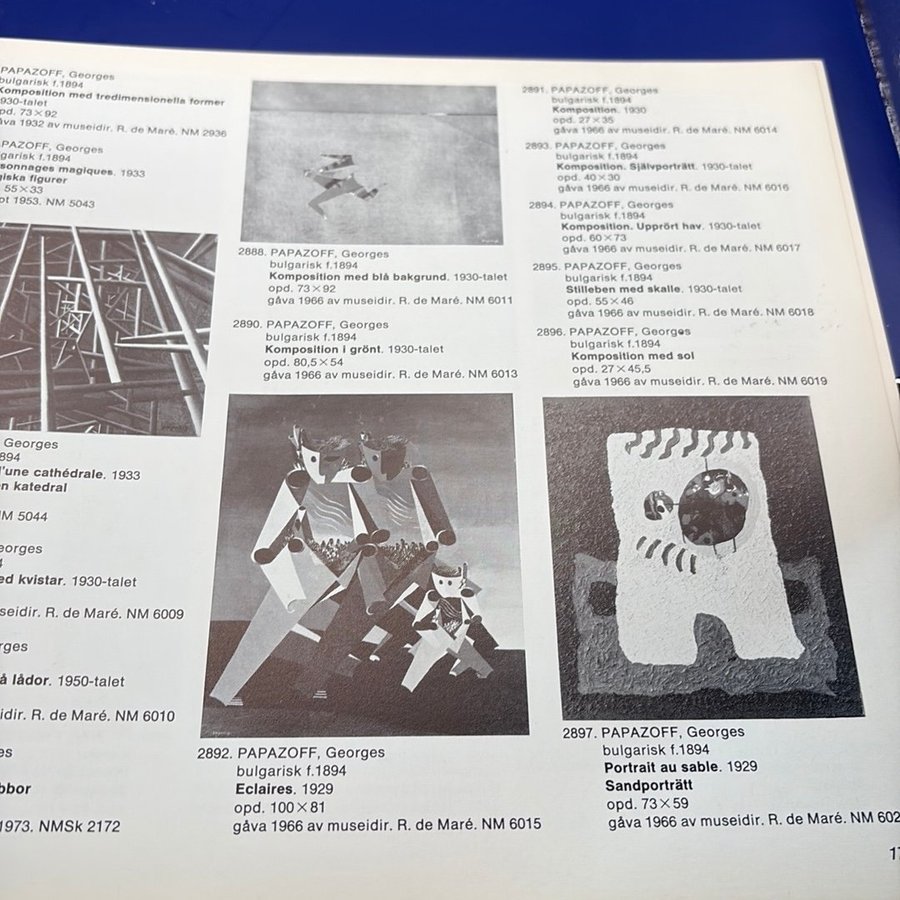 PAPAZOFF, Georges
bulgarisk f.1894
Komposition med tredimensionella former
930-talet
pd. 73×92
åva 1932 av museidir. R. de Maré. NM 2936
APAZOFF, Georges
garisk f.1894
sonnages magiques. 1933
giska figurer
55×33
pt 1953. NM 5043
Georges
894
l'une cathédrale. 1933
en katedral
NM 5044
eorges
4
ed kvistar. 1930-talet
seidir. R. de Maré. NM 6009
rges
å lådor. 1950-talet
idir. R. de Maré. NM 6010
es
bbor
1973. NMSk 2172
2888. PAPAZOFF, Georges
bulgarisk f.1894
Komposition med blå bakgrund. 1930-talet
opd. 73×92
gåva 1966 av museidir. R. de Maré. NM 6011
2890. PAPAZOFF, Georges
bulgarisk f.1894
Komposition i grönt. 1930-talet
opd. 80,5×54
gåva 1966 av museidir. R. de Maré. NM 6013
2892. PAPAZOFF, Georges
bulgarisk f.1894
Eclaires. 1929
opd. 100×81
gåva 1966 av museidir. R. de Maré. NM 6015
2891. PAPAZOFF, Georges
bulgarisk f.1894
Komposition. 1930
opd. 27×35
gåva 1966 av museidir. R. de Maré. NM 6014
2893. PAPAZOFF, Georges
bulgarisk f.1894
Komposition. Självporträtt. 1930-talet
opd. 40×30
gåva 1966 av museidir. R. de Maré. NM 6016
2894. PAPAZOFF, Georges
bulgarisk f.1894
Komposition. Upprört hav. 1930-talet
opd. 60×73
gåva 1966 av museidir. R. de Maré. NM 6017
2895. PAPAZOFF, Georges
bulgarisk f.1894
Stilleben med skalle. 1930-talet
opd. 55×46
gåva 1966 av museidir. R. de Maré. NM 6018
2896. PAPAZOFF, Georges
bulgarisk f.1894
Komposition med sol
opd. 27×45,5
gåva 1966 av museidir. R. de Maré. NM 6019
2897. PAPAZOFF, Georges
bulgarisk f.1894
Portrait au sable. 1929
Sandporträtt
opd. 73×59
gåva 1966 av museidir. R. de Maré. NM 602